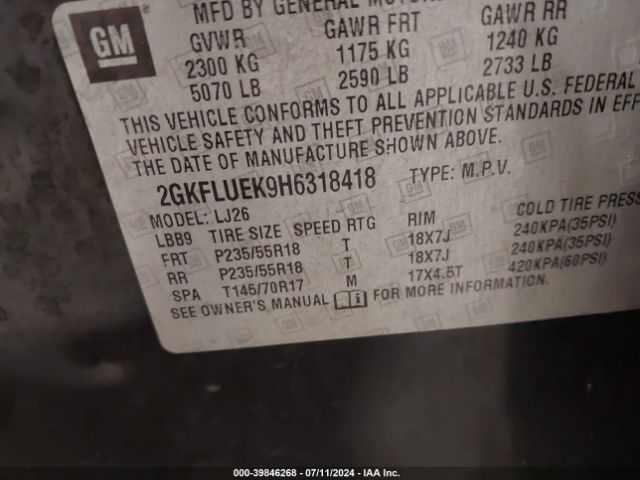 GM
MFD BY GENERAL MOTORS
GVWR GAWR FRT GAWR RR
2300 KG 1175 KG 1240 KG
5070 LB 2590 LB 2733 LB
THIS VEHICLE CONFORMS TO ALL APPLICABLE U.S. FEDERAL
VEHICLE SAFETY AND THEFT PREVENTION STANDARDS IN EFF
THE DATE OF MANUFACTURE SHOWN ABOVE.
2GKFLUEK9H6318418 TYPE: M.P.V.
MODEL: LJ26
LBB9 TIRE SIZE SPEED RTG RIM COLD TIRE PRES
FRT P235/55R18 T 18X7J 240KPA(35PSI)
RR P235/55R18 T 18X7J 240KPA(35PSI)
SPA T145/70R17 M 17X4.5T 420KPA(60PSI)
SEE OWNER'S MANUAL i FOR MORE INFORMATION.
000-39846268 - 07/11/2024 - IAA Inc.